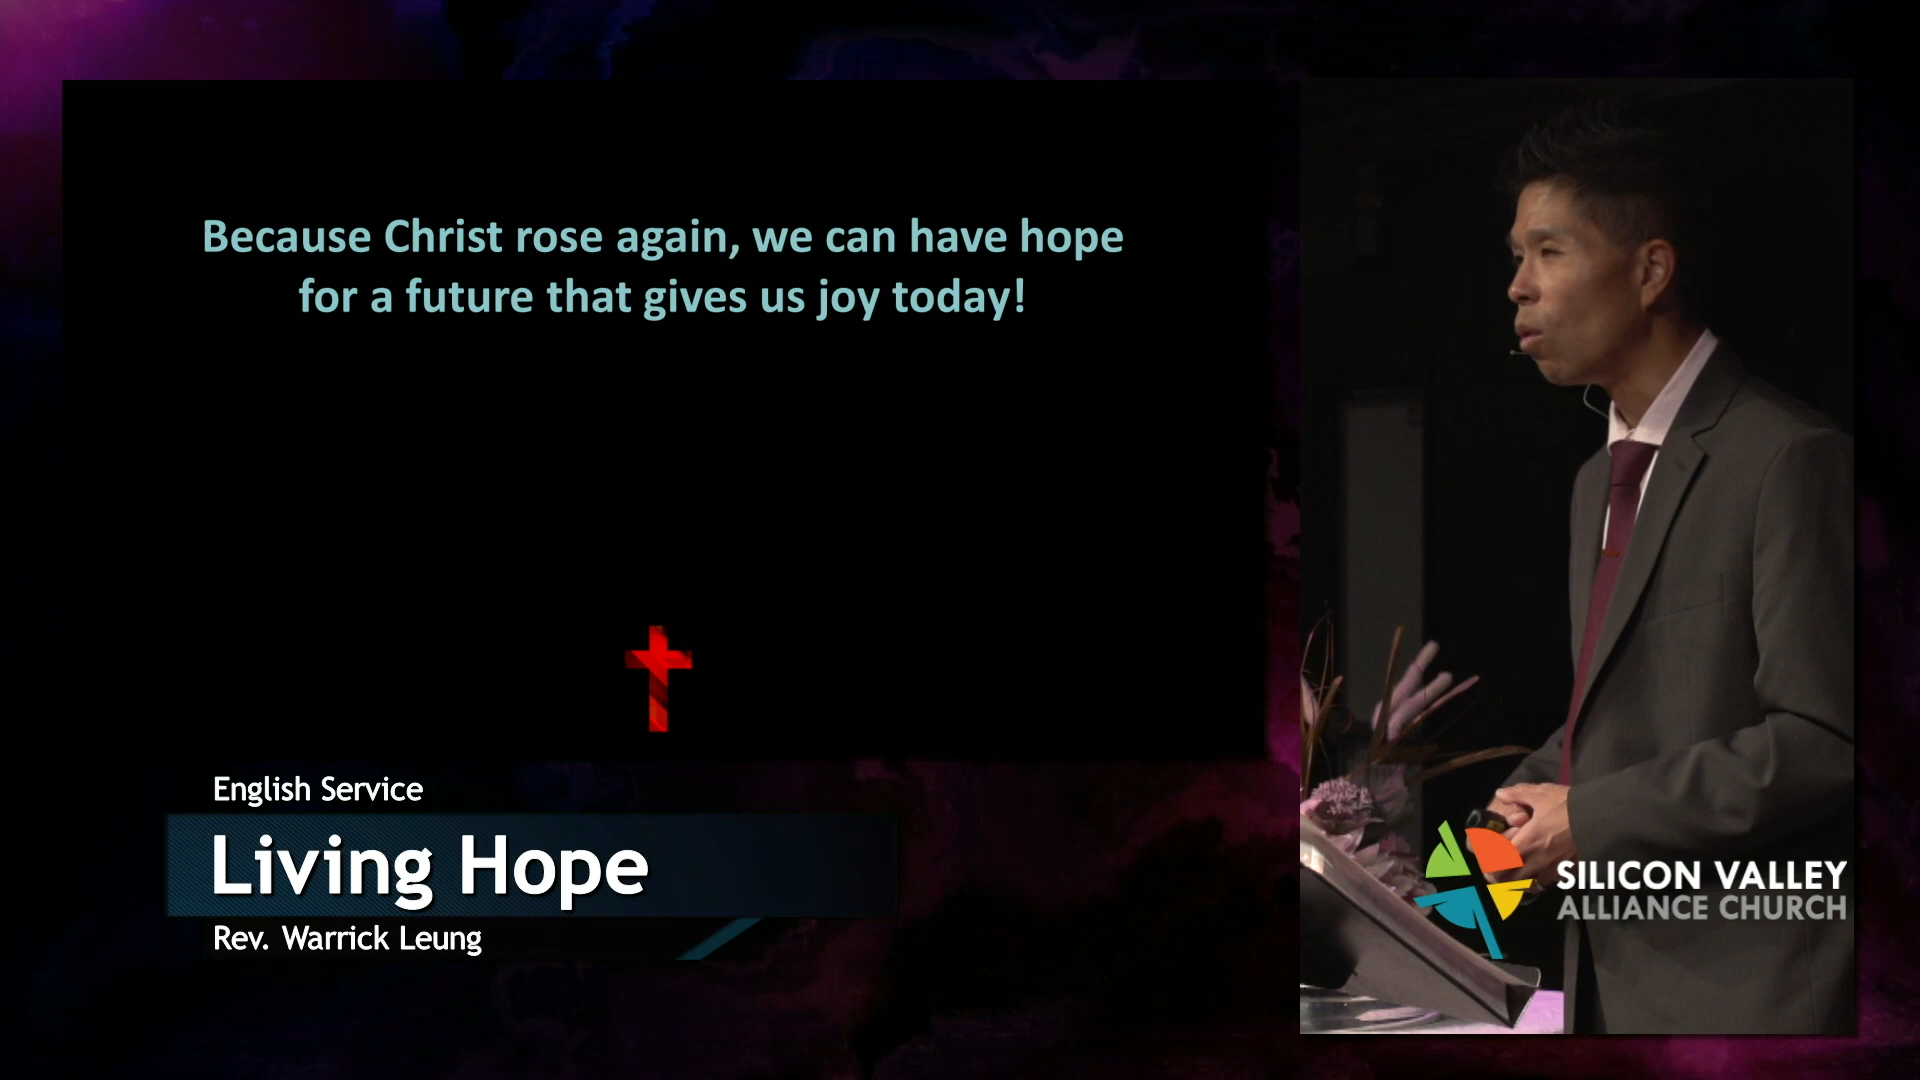 Because Christ rose again, we can have hope
for a future that gives us joy today!
English Service
Living Hope
Rev. Warrick Leung
SILICON VALLEY
ALLIANCE CHURCH